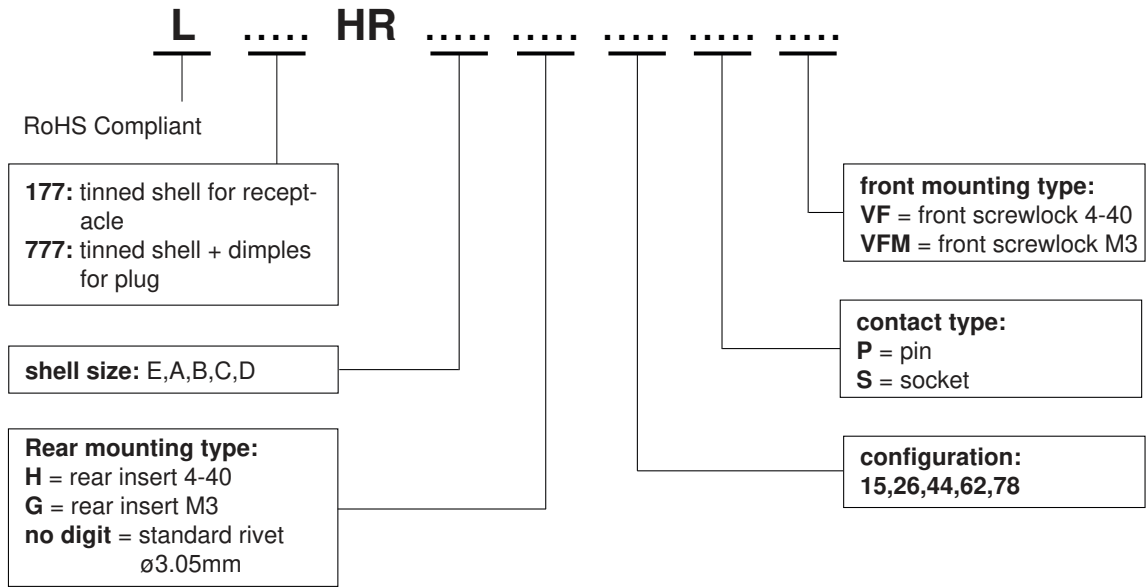 L ..... HR ..... ..... ..... ..... .....
RoHS Compliant
177: tinned shell for recept-
acle
777: tinned shell + dimples
for plug
shell size: E,A,B,C,D
Rear mounting type:
H = rear insert 4-40
G = rear insert M3
no digit = standard rivet
ø3.05mm
front mounting type:
VF = front screwlock 4-40
VFM = front screwlock M3
contact type:
P = pin
S = socket
configuration:
15,26,44,62,78